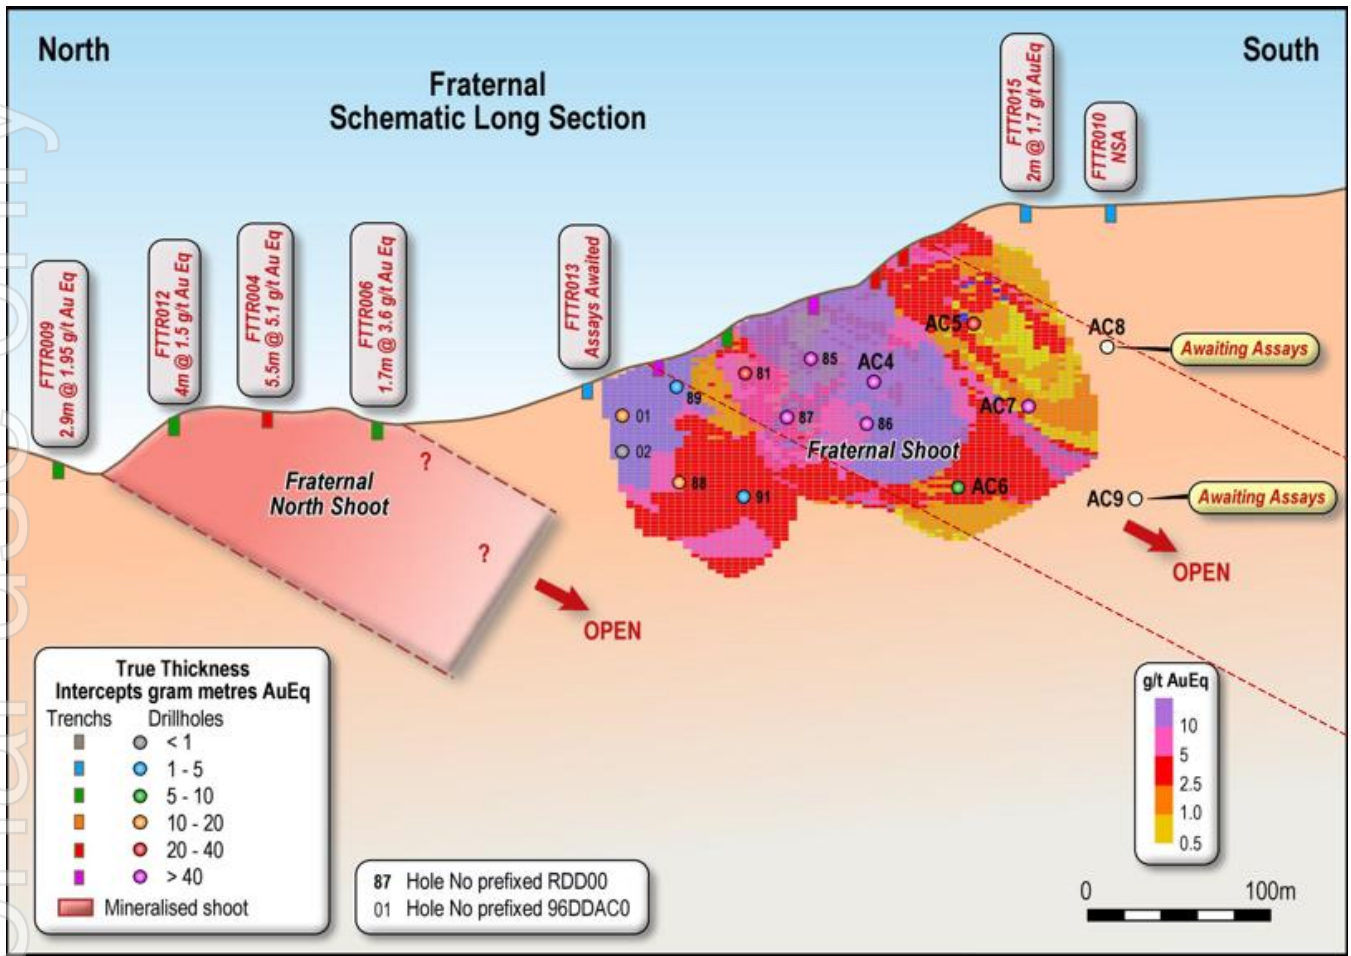 North
South
Fraternal
Schematic Long Section
FTTR009
2.9m @ 1.95 g/t Au Eq
FTTR012
4m @ 1.5 g/t Au Eq
FTTR004
5.5m @ 5.1 g/t Au Eq
FTTR006
1.7m @ 3.6 g/t Au Eq
FTTR013
Assays Awaited
FTTR015
2m @ 1.7 g/t AuEq
FTTR010
NSA
AC5
AC8
Awaiting Assays
85
AC4
81
89
01
87
86
AC7
02
Fraternal Shoot
88
91
AC6
AC9
Awaiting Assays
OPEN
?
Fraternal
North Shoot
?
OPEN
True Thickness
Intercepts gram metres AuEq
Trenchs Drillholes
< 1
1 - 5
5 - 10
10 - 20
20 - 40
> 40
Mineralised shoot
87 Hole No prefixed RDD00
01 Hole No prefixed 96DDAC0
g/t AuEq
10
5
2.5
1.0
0.5
0 100m